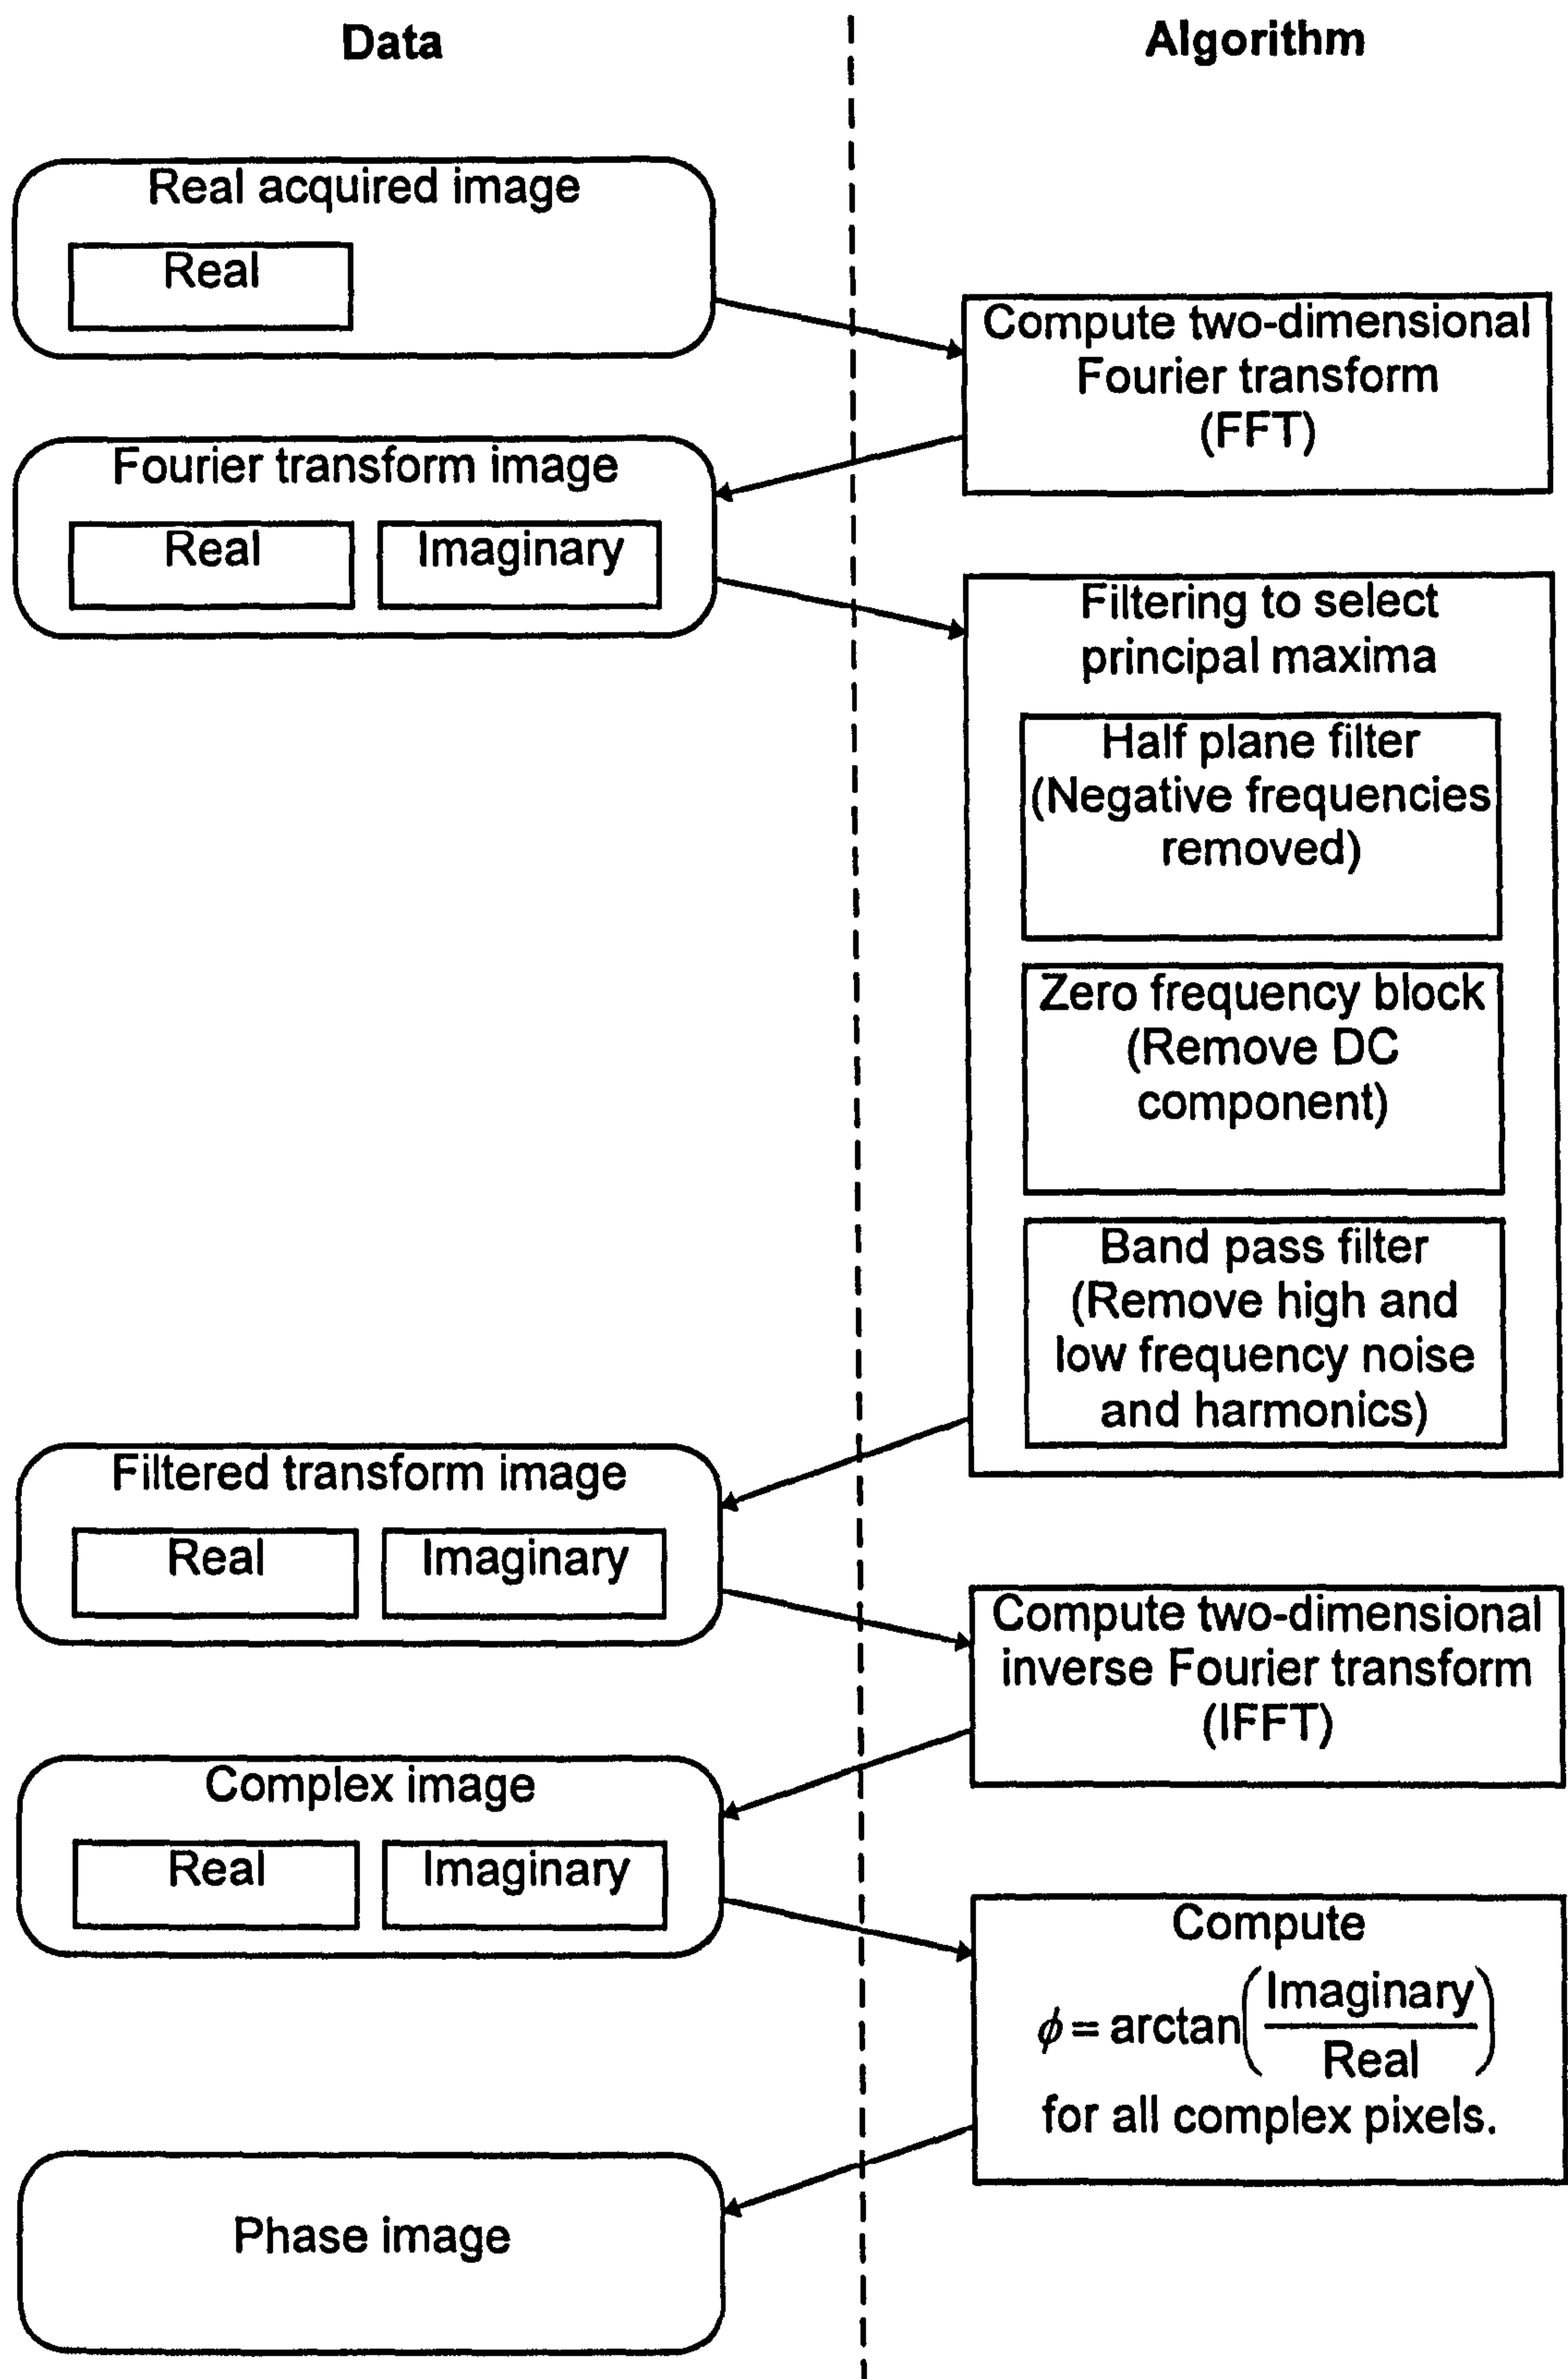 Data
Algorithm
Real acquired image
Real
Compute two-dimensional
Fourier transform
(FFT)
Fourier transform image
Real
Imaginary
Filtering to select
principal maxima
Half plane filter
(Negative frequencies
removed)
Zero frequency block
(Remove DC
component)
Band pass filter
(Remove high and
low frequency noise
and harmonics)
Filtered transform image
Real
Imaginary
Compute two-dimensional
inverse Fourier transform
(IFFT)
Complex image
Real
Imaginary
Compute
ϕ = arctan(Imaginary / Real)
for all complex pixels.
Phase image